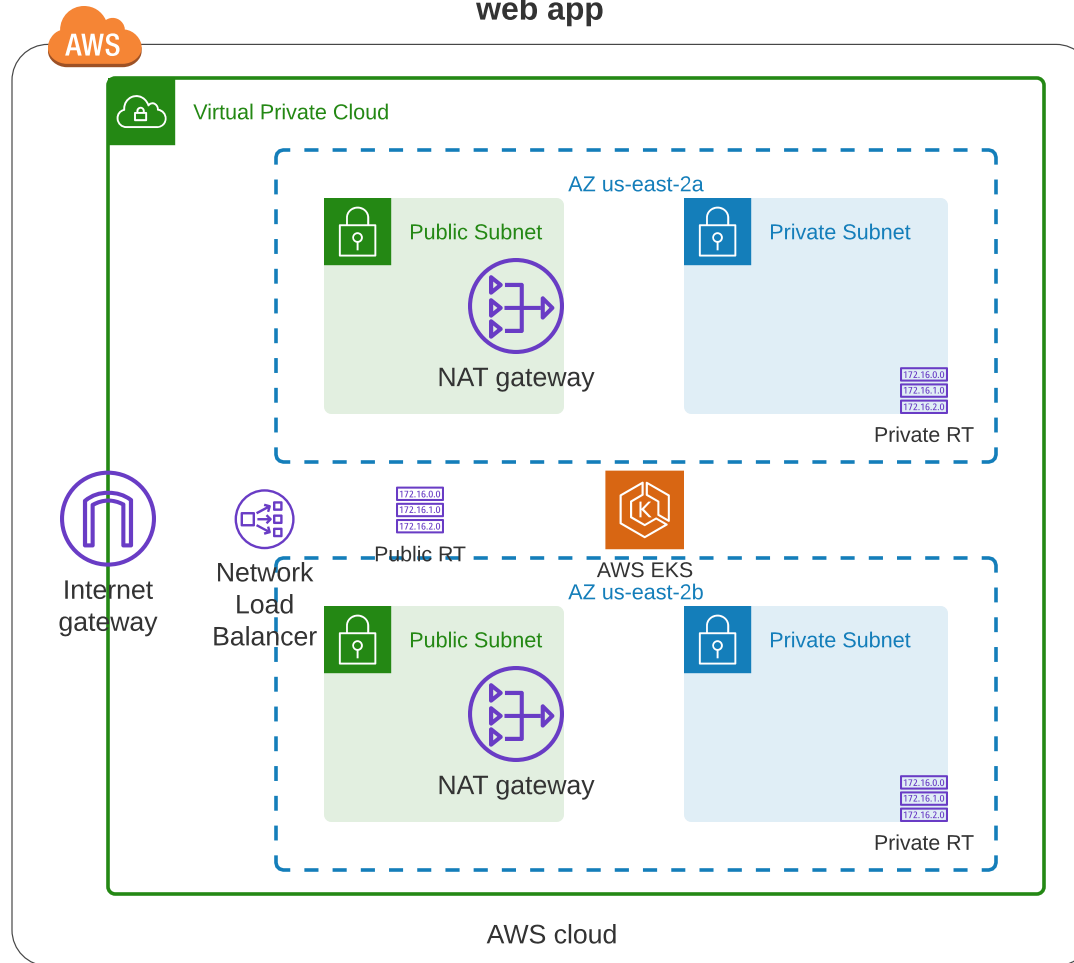 web app
AWS
Virtual Private Cloud
AZ us-east-2a
Public Subnet
Private Subnet
NAT gateway
172.16.0.0
172.16.1.0
172.16.2.0
Private RT
Internet
gateway
Network
Load
Balancer
172.16.0.0
172.16.1.0
172.16.2.0
Public RT
K
AWS EKS
AZ us-east-2b
Public Subnet
Private Subnet
NAT gateway
172.16.0.0
172.16.1.0
172.16.2.0
Private RT
AWS cloud